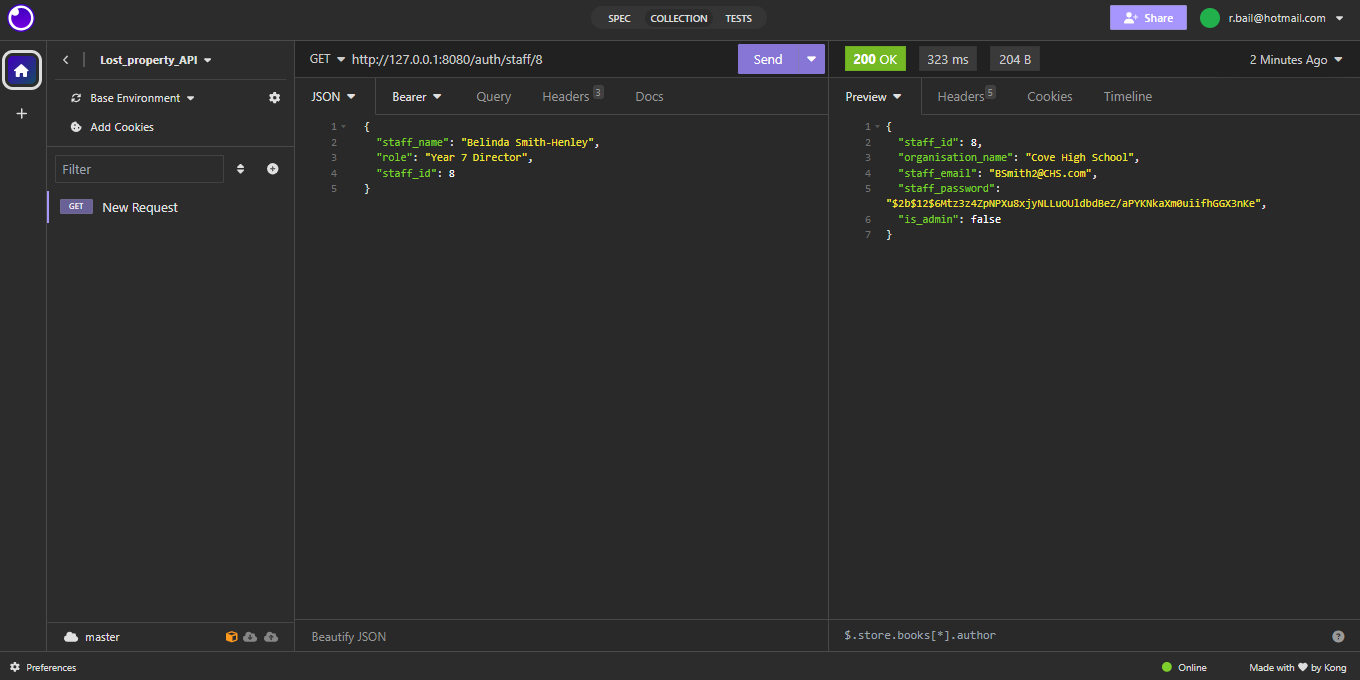 SPEC COLLECTION TESTS
Share
r.bail@hotmail.com
Lost_property_API
Base Environment
Add Cookies
Filter
GET New Request
master
Preferences
GET http://127.0.0.1:8080/auth/staff/8
Send
JSON Bearer Query Headers 3 Docs
1 {
2 "staff_name": "Belinda Smith-Henley",
3 "role": "Year 7 Director",
4 "staff_id": 8
5 }
Beautify JSON
200 OK 323 ms 204 B 2 Minutes Ago
Preview Headers 5 Cookies Timeline
1 {
2 "staff_id": 8,
3 "organisation_name": "Cove High School",
4 "staff_email": "BSmith2@CHS.com",
5 "staff_password":
"$2b$12$6Mtz3z4ZpNPXu8xjyNLLuOUldbdBeZ/aPYKNkaXm0uiifhGGX3nKe",
6 "is_admin": false
7 }
$.store.books[*].author
Online
Made with ❤ by Kong